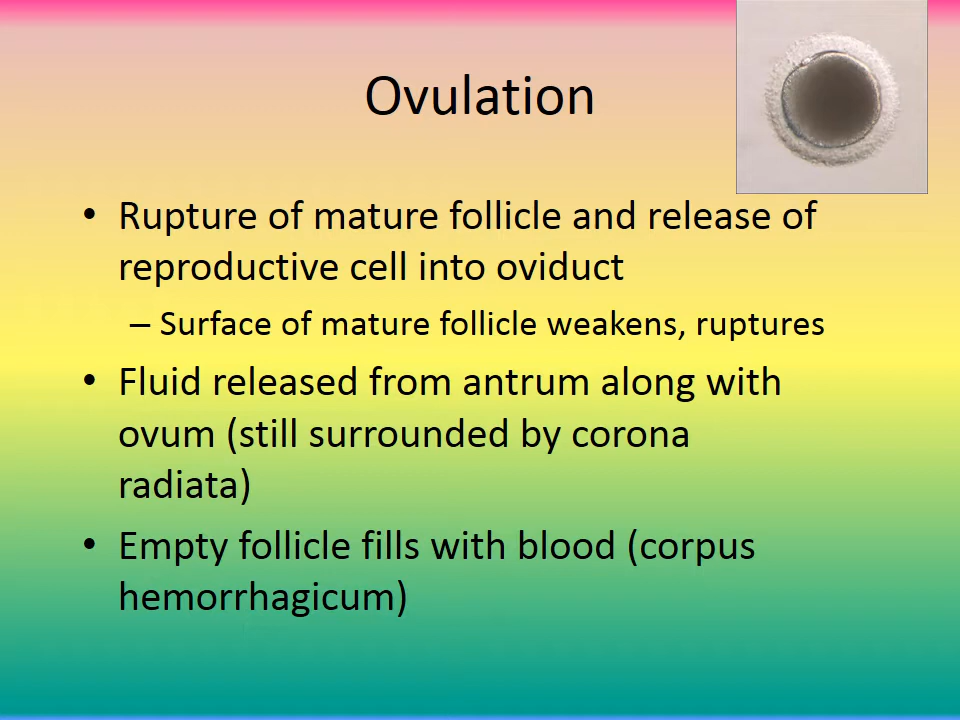 Ovulation
• Rupture of mature follicle and release of
reproductive cell into oviduct
– Surface of mature follicle weakens, ruptures
• Fluid released from antrum along with
ovum (still surrounded by corona
radiata)
• Empty follicle fills with blood (corpus
hemorrhagicum)